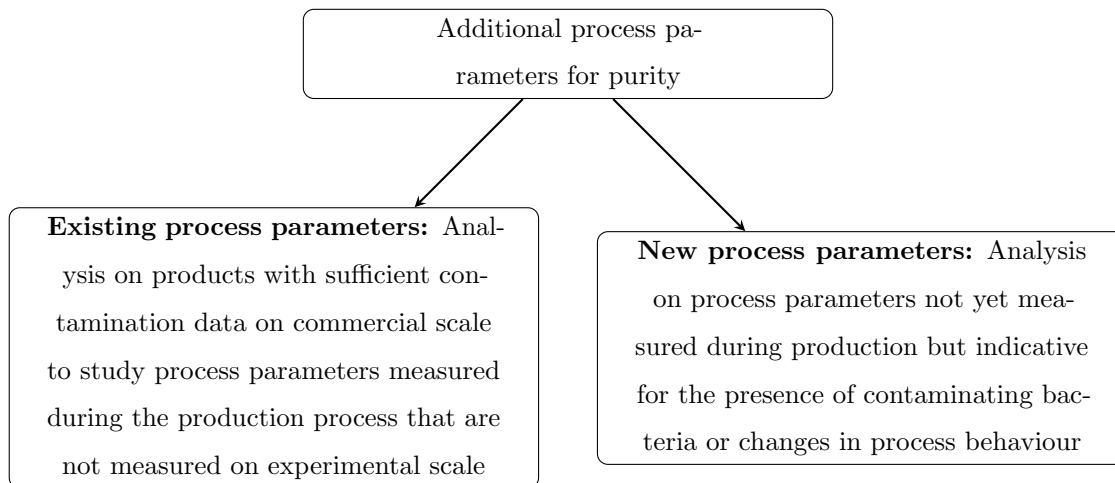 Additional process pa-
rameters for purity
Existing process parameters: Anal-
ysis on products with sufficient con-
tamination data on commercial scale
to study process parameters measured
during the production process that are
not measured on experimental scale
New process parameters: Analysis
on process parameters not yet mea-
sured during production but indicative
for the presence of contaminating bac-
teria or changes in process behaviour